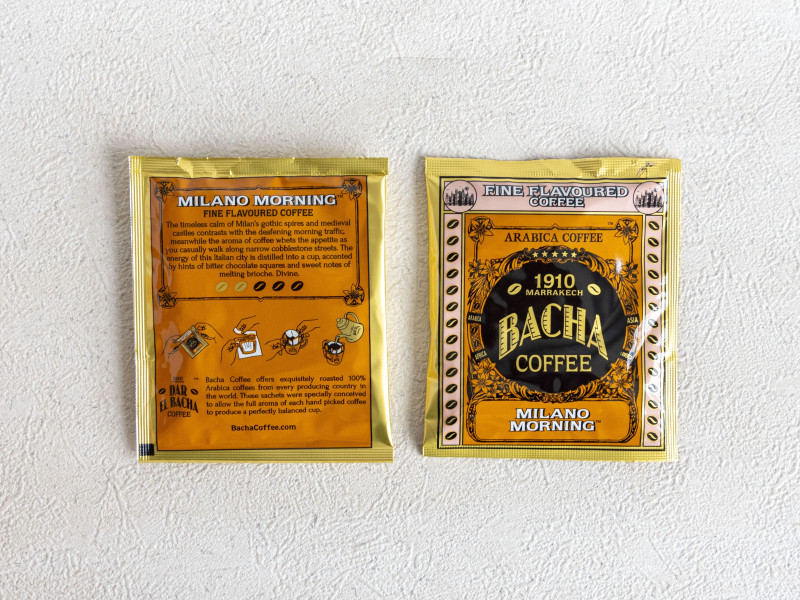 MILANO MORNING™
FINE FLAVOURED COFFEE
The timeless calm of Milan's gothic spires and medieval
castles contrasts with the deafening morning traffic,
meanwhile the aroma of coffee whets the appetite as
you casually walk along narrow cobblestone streets. The
energy of this Italian city is distilled into a cup, accented
by hints of bitter chocolate squares and sweet notes of
melting brioche. Divine.
DAR
EL BACHA
COFFEE
Bacha Coffee offers exquisitely roasted 100%
Arabica coffees from every producing country in
the world. These sachets were specially conceived
to allow the full aroma of each hand picked coffee
to produce a perfectly balanced cup.
BachaCoffee.com
FINE FLAVOURED
COFFEE
ARABICA COFFEE
1910
MARRAKECH
BACHA
COFFEE
ARABICA
ASIA
AFRICA
MILANO
MORNING™